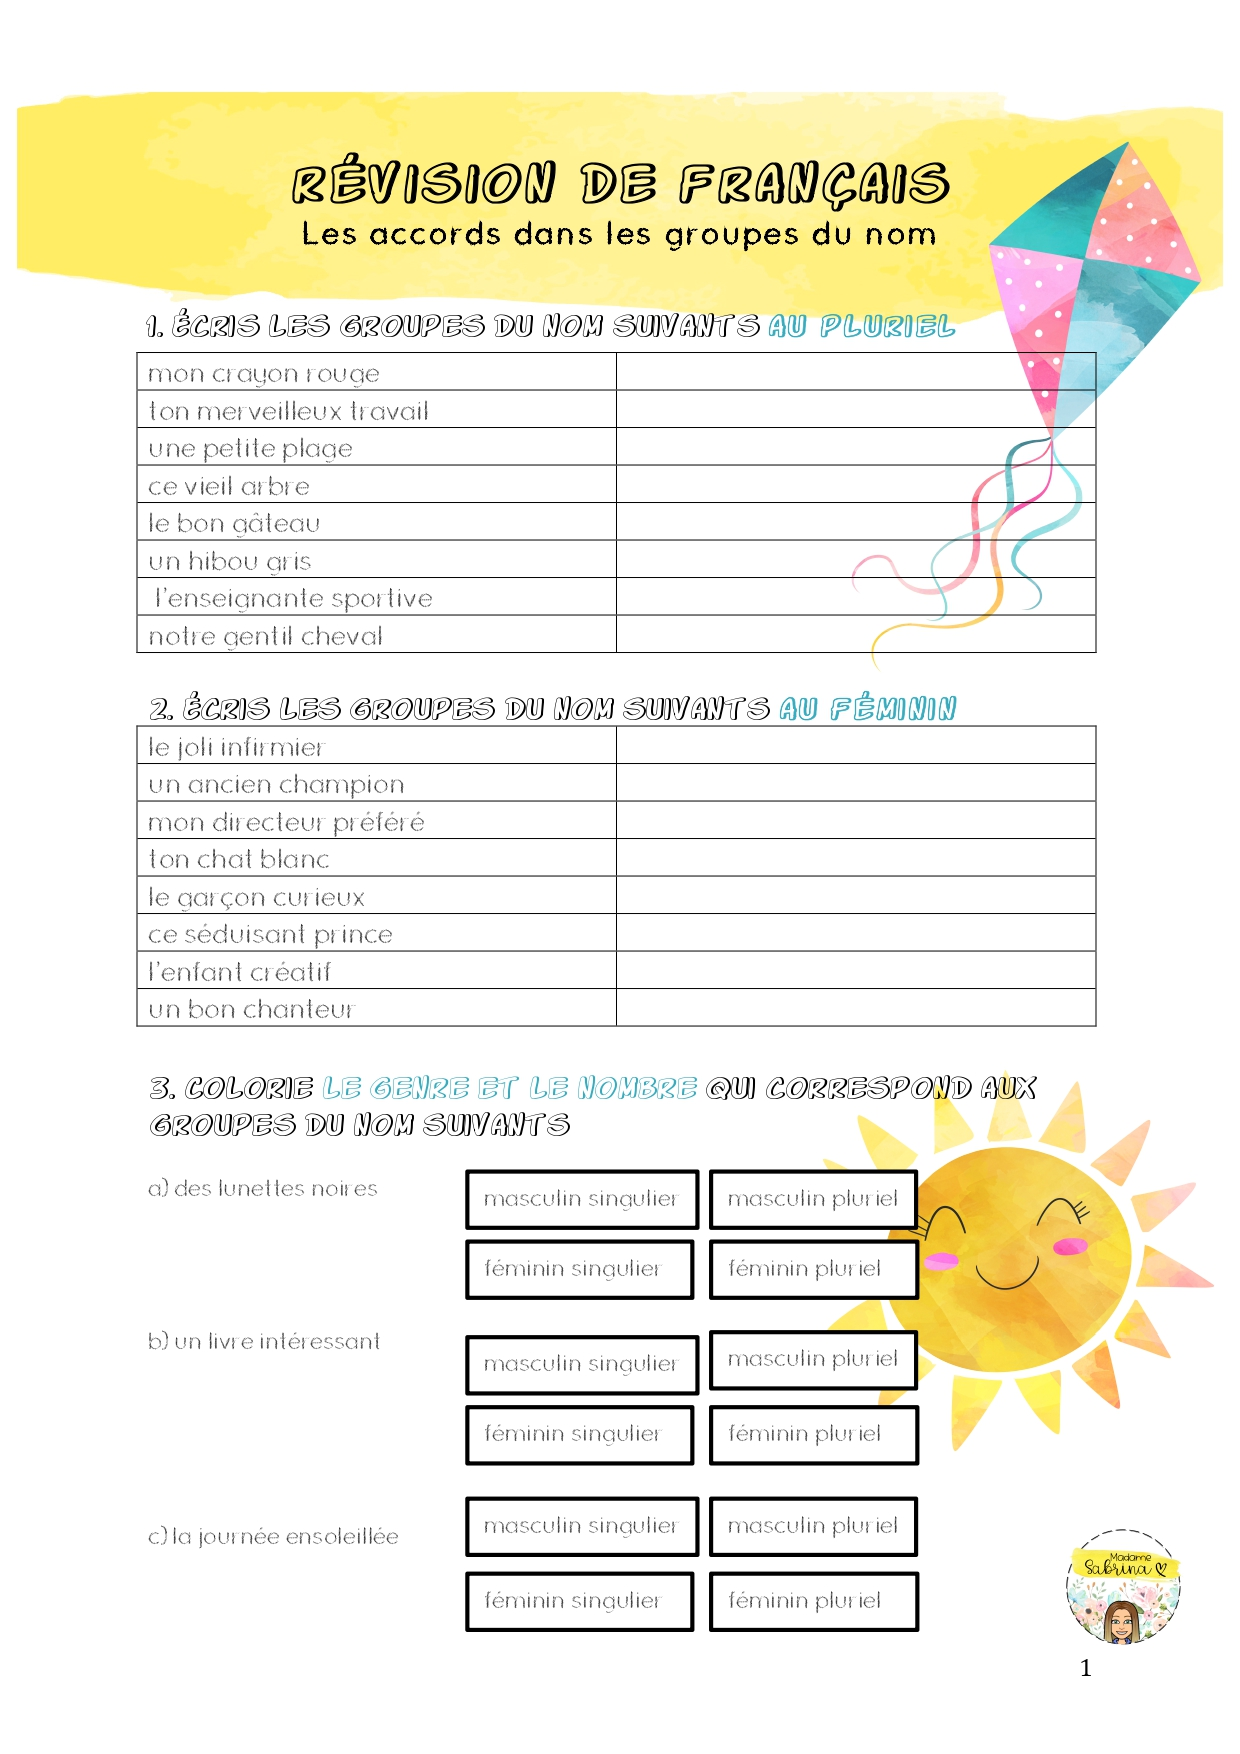 RÉVISION DE FRANÇAIS
Les accords dans les groupes du nom
1. ÉCRIS LES GROUPES DU NOM SUIVANTS AU PLURIEL
mon crayon rouge
ton merveilleux travail
une petite plage
ce vieil arbre
le bon gâteau
un hibou gris
l'enseignante sportive
notre gentil cheval
2. ÉCRIS LES GROUPES DU NOM SUIVANTS AU FÉMININ
le joli infirmier
un ancien champion
mon directeur préféré
ton chat blanc
le garçon curieux
ce séduisant prince
l'enfant créatif
un bon chanteur
3. COLORIE LE GENRE ET LE NOMBRE QUI CORRESPOND AUX
GROUPES DU NOM SUIVANTS
a) des lunettes noires
masculin singulier masculin pluriel
féminin singulier féminin pluriel
b) un livre intéressant
masculin singulier masculin pluriel
féminin singulier féminin pluriel
c) la journée ensoleillée
masculin singulier masculin pluriel
féminin singulier féminin pluriel
Madame
Sabrina
1